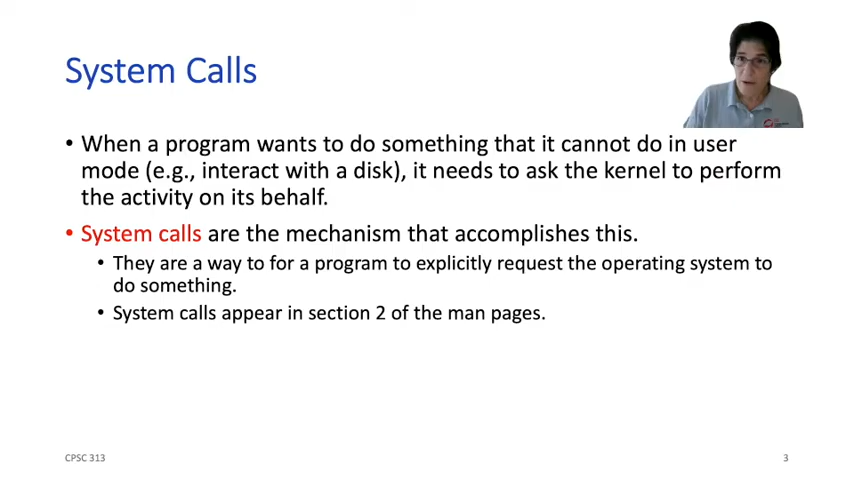 System Calls
• When a program wants to do something that it cannot do in user
mode (e.g., interact with a disk), it needs to ask the kernel to perform
the activity on its behalf.
• System calls are the mechanism that accomplishes this.
• They are a way to for a program to explicitly request the operating system to
do something.
• System calls appear in section 2 of the man pages.
CPSC 313
3